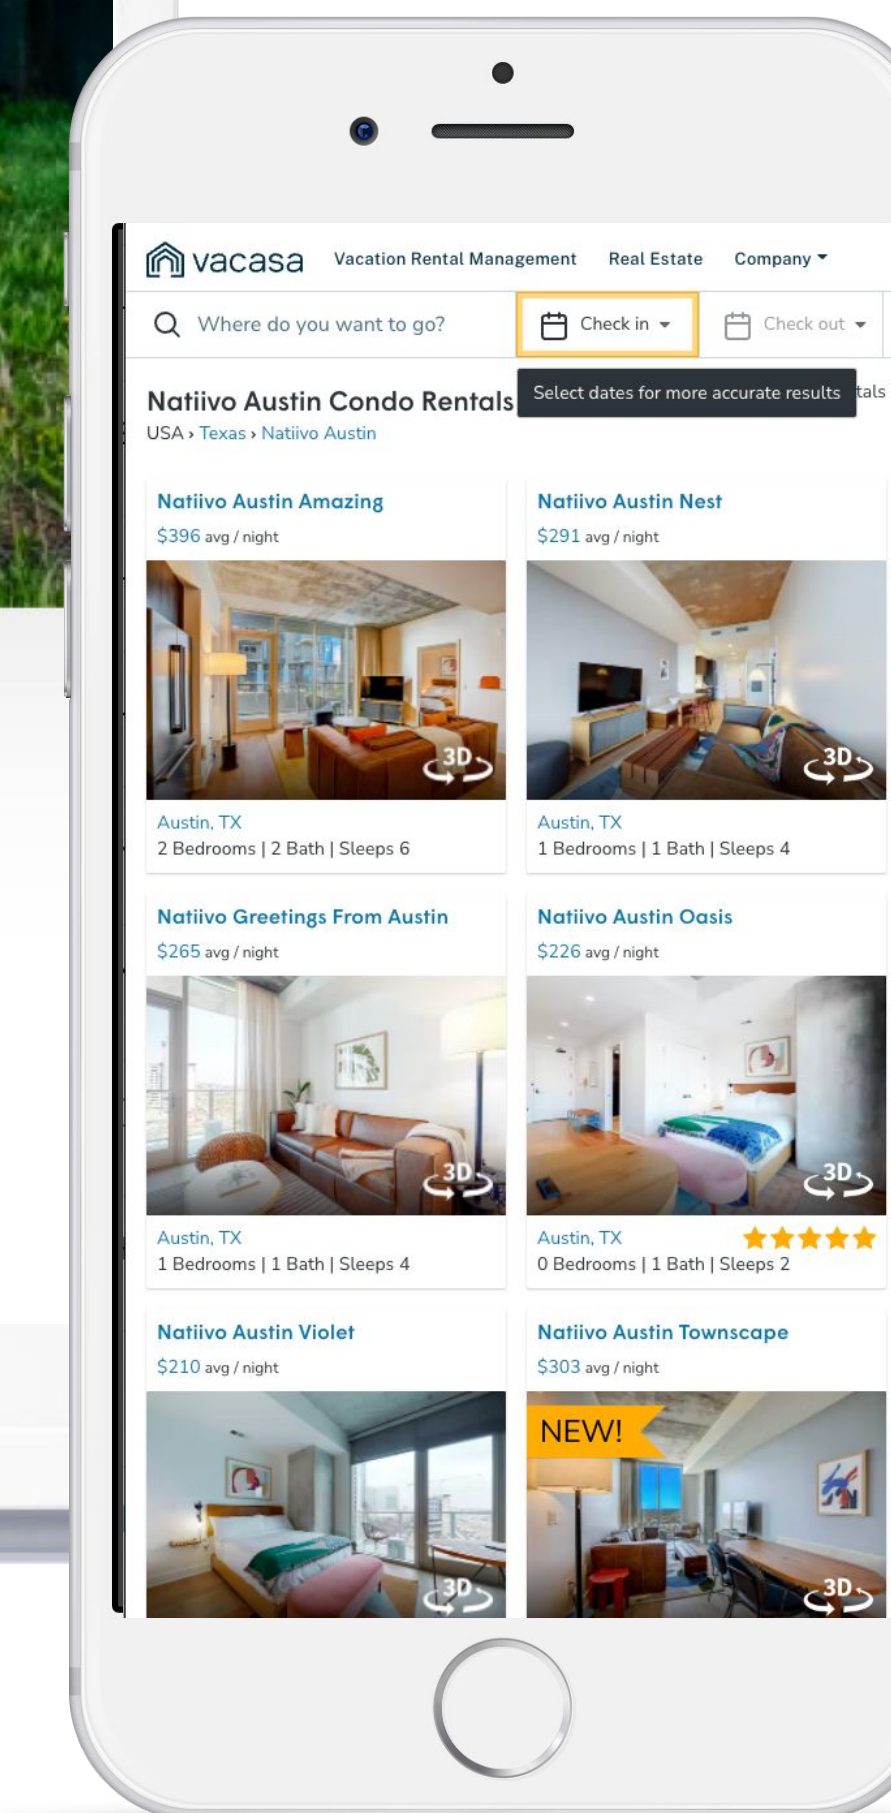 vacasa Vacation Rental Management Real Estate Company
Where do you want to go? Check in Check out
Select dates for more accurate results
Natiivo Austin Condo Rentals
USA › Texas › Natiivo Austin
Natiivo Austin Amazing
$396 avg / night
3D
Austin, TX
2 Bedrooms | 2 Bath | Sleeps 6
Natiivo Austin Nest
$291 avg / night
3D
Austin, TX
1 Bedrooms | 1 Bath | Sleeps 4
Natiivo Greetings From Austin
$265 avg / night
3D
Austin, TX
1 Bedrooms | 1 Bath | Sleeps 4
Natiivo Austin Oasis
$226 avg / night
3D
Austin, TX
0 Bedrooms | 1 Bath | Sleeps 2
Natiivo Austin Violet
$210 avg / night
3D
Natiivo Austin Townscape
$303 avg / night
NEW!
3D